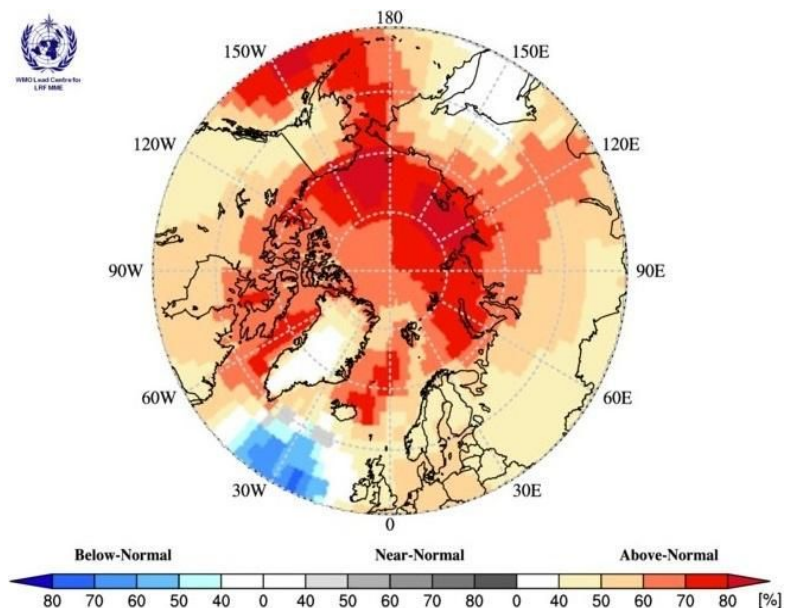 180
150W
150E
WMO Lead Centre for
LRF MME
120W
120E
90W
90E
60W
60E
30W
30E
0
Below-Normal
Near-Normal
Above-Normal
80 70 60 50 40 0 40 50 60 70 80 0 40 50 60 70 80 [%]